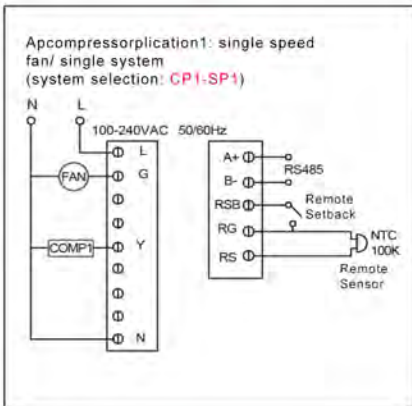 Apcompressorplication1: single speed
fan/ single system
(system selection: CP1-SP1)
N L
100-240VAC 50/60Hz
L
FAN G
COMP1 Y
N
A+
RS485
B-
RSB
Remote
Setback
RG
NTC
100K
RS
Remote
Sensor